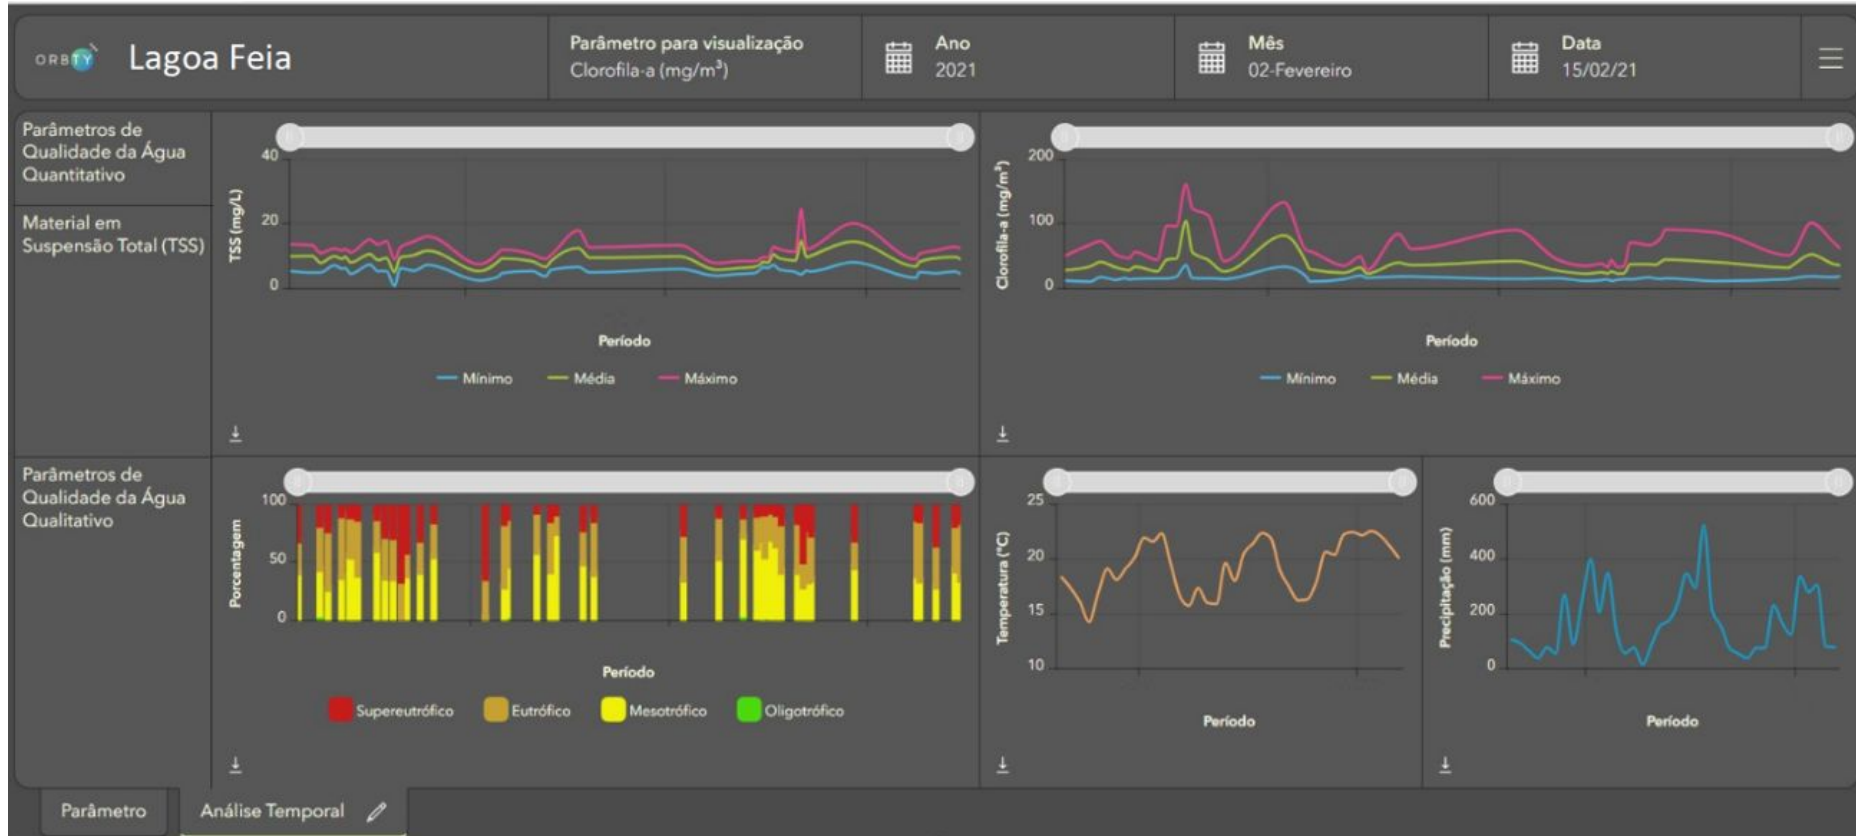 ORBTY
Lagoa Feia
Parâmetro para visualização
Clorofila-a (mg/m³)
Ano
2021
Mês
02-Fevereiro
Data
15/02/21
Parâmetros de
Qualidade da Água
Quantitativo
Material em
Suspensão Total (TSS)
TSS (mg/L)
40
20
0
Período
Mínimo
Média
Máximo
Clorofila-a (mg/m³)
200
100
0
Período
Mínimo
Média
Máximo
Parâmetros de
Qualidade da Água
Qualitativo
Porcentagem
100
50
0
Período
Supereutrófico
Eutrófico
Mesotrófico
Oligotrófico
Temperatura (°C)
25
20
15
10
Período
Precipitação (mm)
600
400
200
0
Período
Parâmetro
Análise Temporal